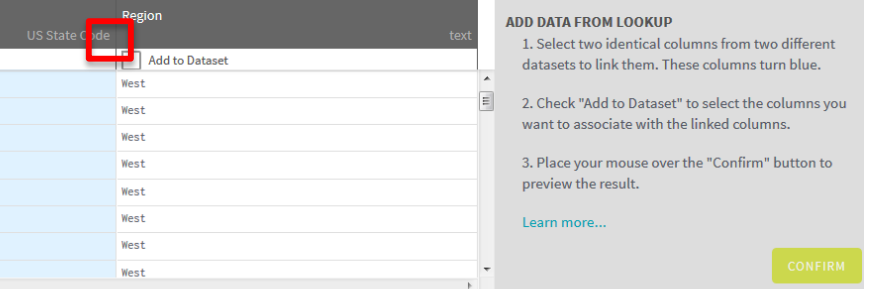 Region
US State Code
text
Add to Dataset
West
West
West
West
West
West
West
West
ADD DATA FROM LOOKUP
1. Select two identical columns from two different
datasets to link them. These columns turn blue.
2. Check "Add to Dataset" to select the columns you
want to associate with the linked columns.
3. Place your mouse over the "Confirm" button to
preview the result.
Learn more...
CONFIRM